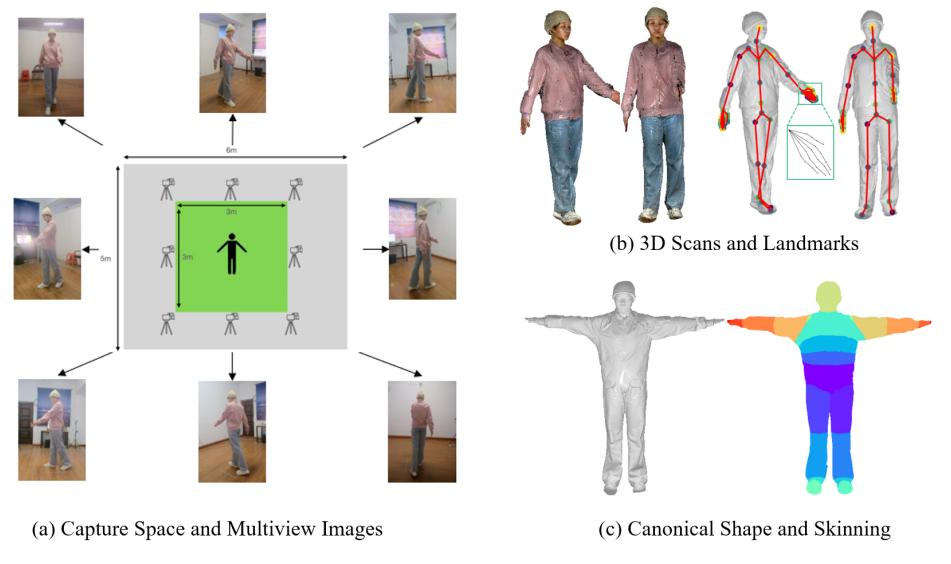 6m
3m
3m
5m
(a) Capture Space and Multiview Images
(b) 3D Scans and Landmarks
(c) Canonical Shape and Skinning